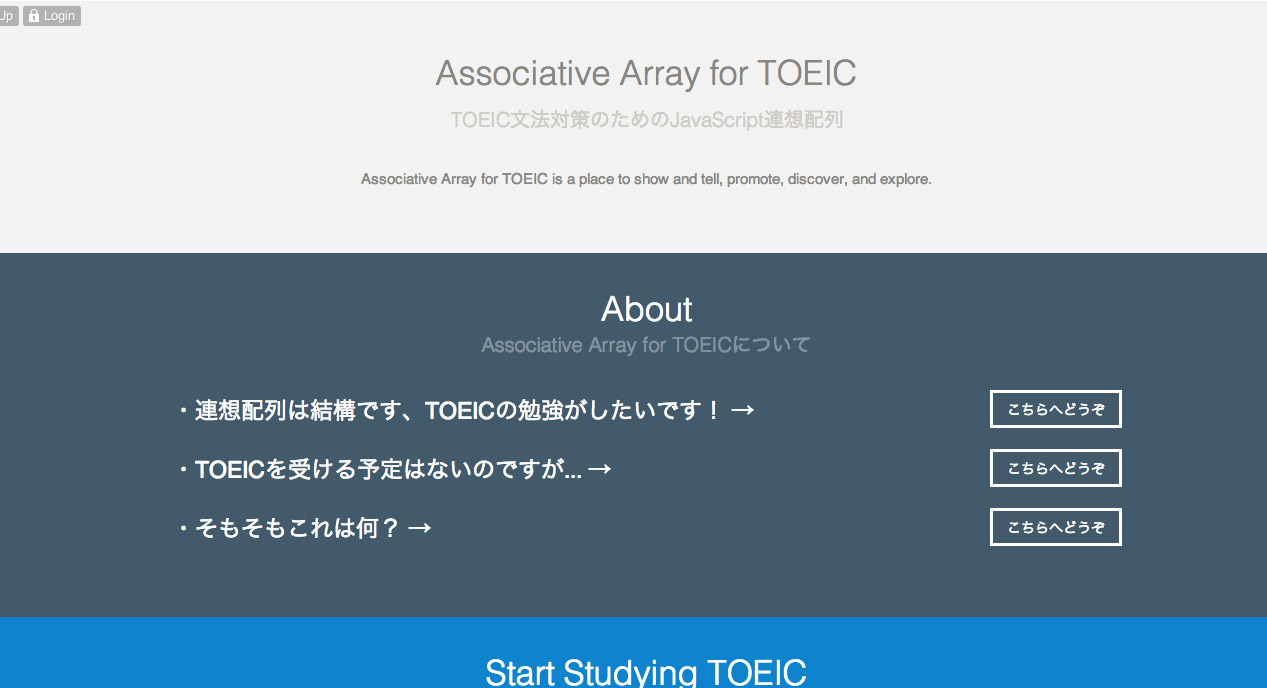 Up Login
Associative Array for TOEIC
TOEIC文法対策のためのJavaScript連想配列
Associative Array for TOEIC is a place to show and tell, promote, discover, and explore.
About
Associative Array for TOEICについて
・連想配列は結構です、TOEICの勉強がしたいです！ → こちらへどうぞ
・TOEICを受ける予定はないのですが... → こちらへどうぞ
・そもそもこれは何？ → こちらへどうぞ
Start Studying TOEIC